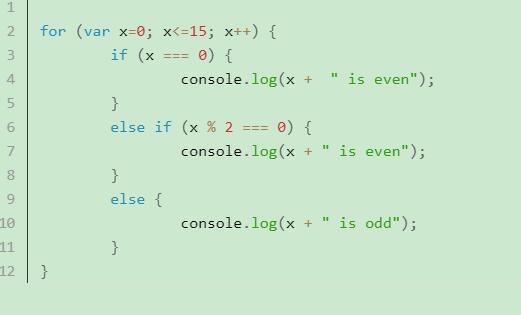 1
2 for (var x=0; x<=15; x++) {
3 if (x === 0) {
4 console.log(x +  " is even");
5 }
6 else if (x % 2 === 0) {
7 console.log(x + " is even");
8 }
9 else {
10 console.log(x + " is odd");
11 }
12 }